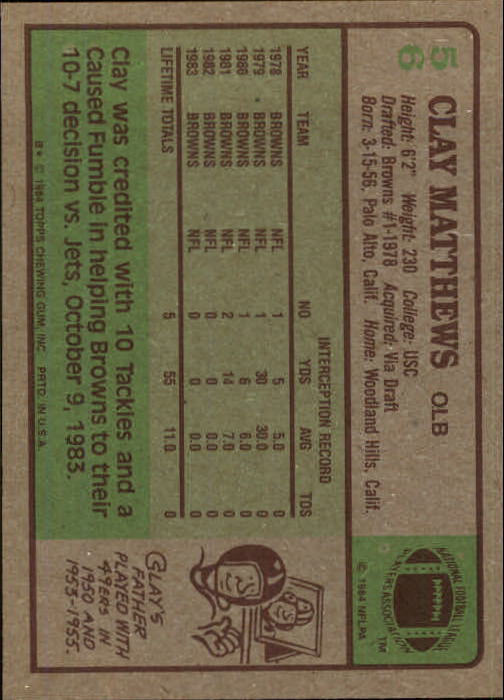 56
CLAY MATTHEWS OLB
Height: 6'2" Weight: 230 College: USC
Drafted: Browns #1-1978 Acquired: Via Draft
Born: 3-15-56, Palo Alto, Calif. Home: Woodland Hills, Calif.
NATIONAL FOOTBALL LEAGUE
PLAYERS ASSOCIATION
TM
© 1984 NFLPA
INTERCEPTION RECORD
YEAR TEAM NO YDS AVG TDS
1978 BROWNS NFL 1 5 5.0 0
1979 BROWNS NFL 1 30 30.0 0
1980 BROWNS NFL 1 6 6.0 0
1981 BROWNS NFL 2 14 7.0 0
1982 BROWNS NFL 0 0 0.0 0
1983 BROWNS NFL 0 0 0.0 0
LIFETIME TOTALS 5 55 11.0 0
Clay was credited with 10 Tackles and a
Caused Fumble in helping Browns to their
10-7 decision vs. Jets, October 9, 1983.
© 1984 TOPPS CHEWING GUM, INC. PRTD. IN U.S.A.
CLAY'S
FATHER
PLAYED WITH
49ERS IN
1950 AND
1953-1955.